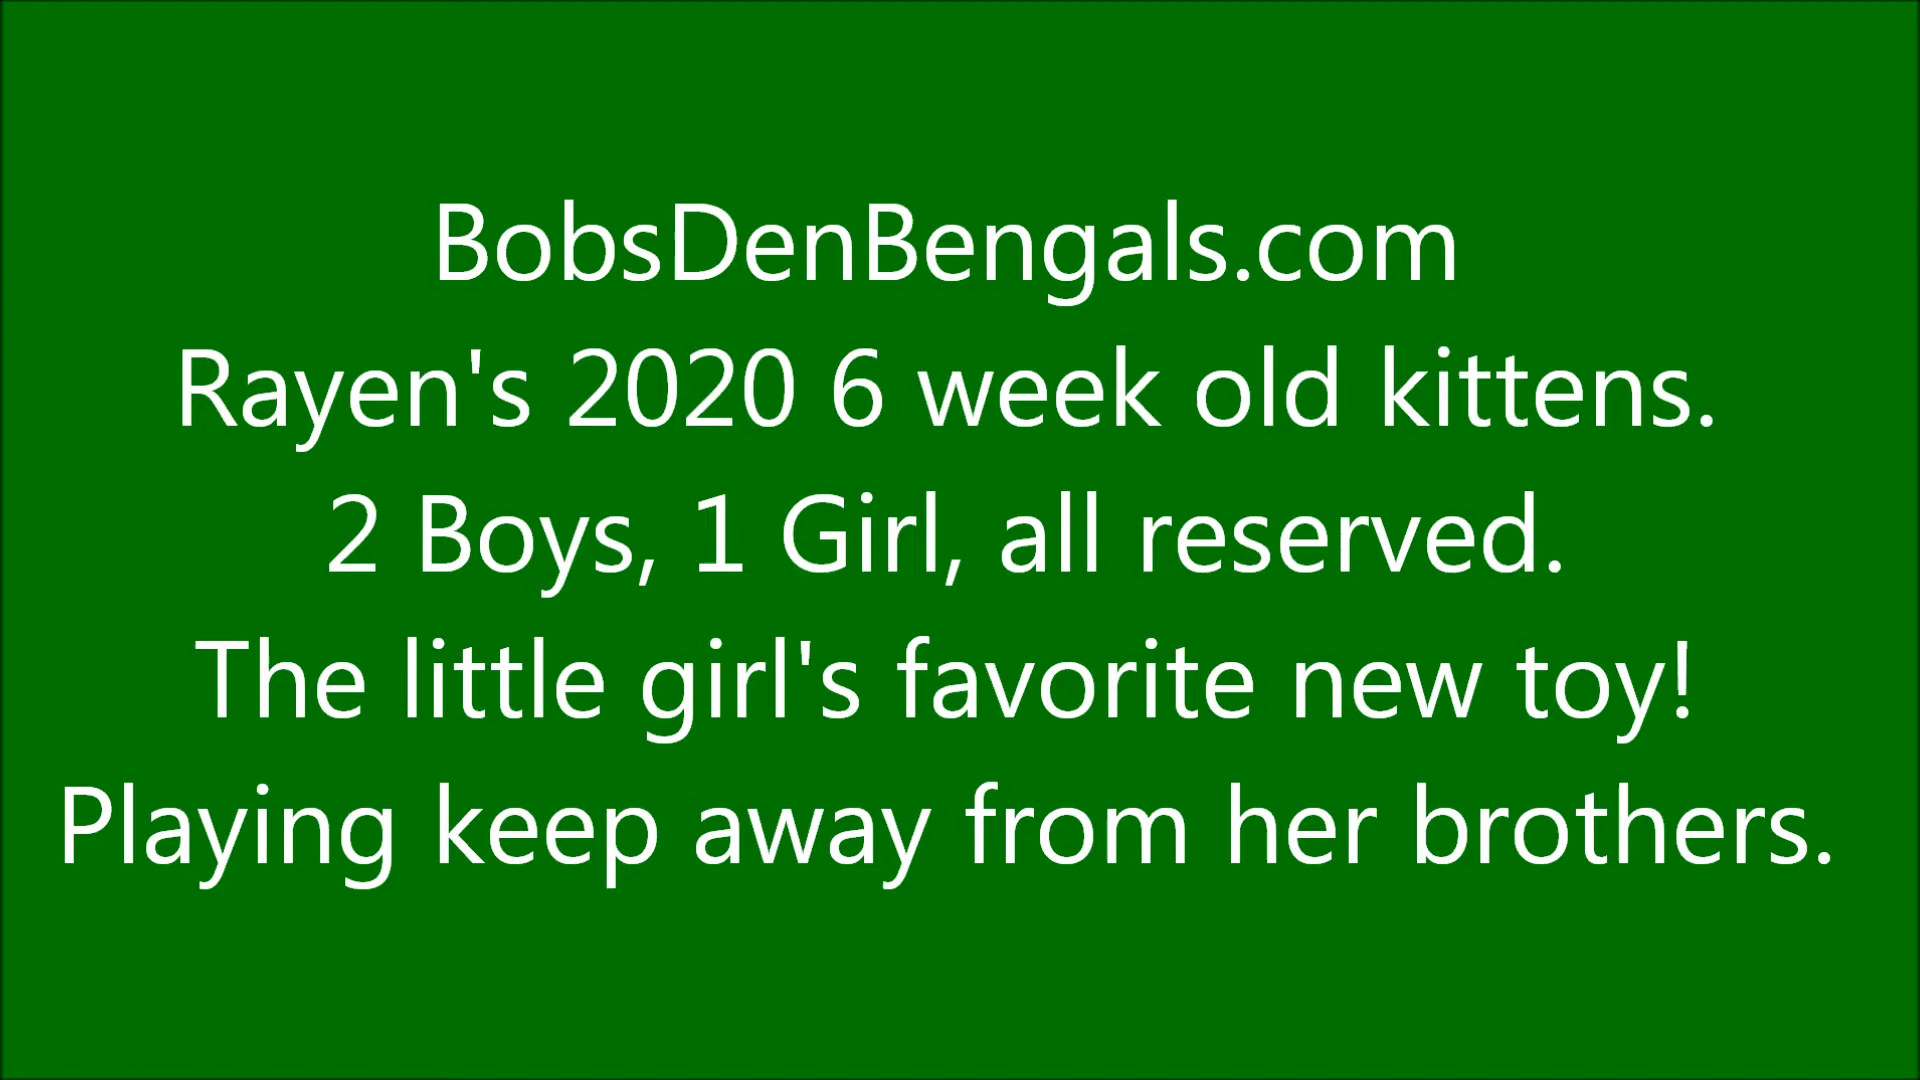 BobsDenBengals.com
Rayen's 2020 6 week old kittens.
2 Boys, 1 Girl, all reserved.
The little girl's favorite new toy!
Playing keep away from her brothers.